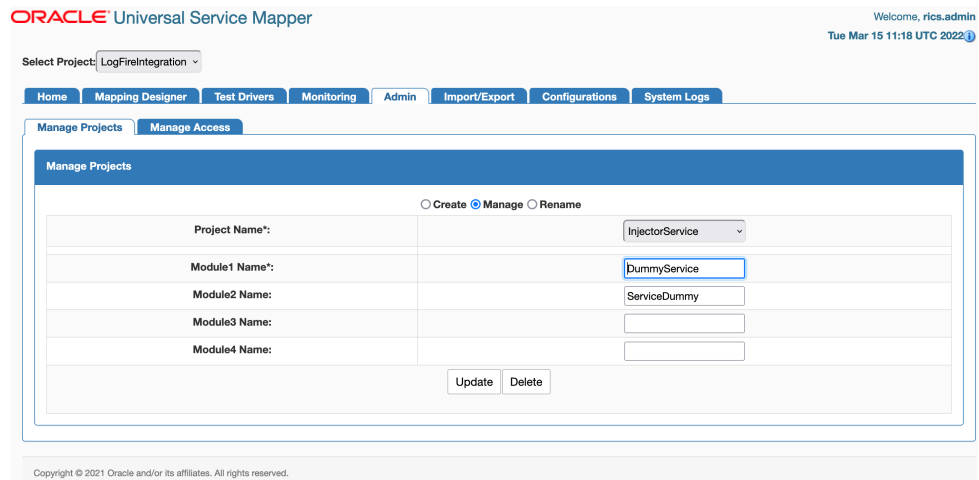 ORACLE® Universal Service Mapper
Welcome, rics.admin
Tue Mar 15 11:18 UTC 2022
Select Project: LogFireIntegration
Home Mapping Designer Test Drivers Monitoring Admin Import/Export Configurations System Logs
Manage Projects Manage Access
Manage Projects
Create Manage Rename
Project Name*: InjectorService
Module1 Name*: DummyService
Module2 Name: ServiceDummy
Module3 Name:
Module4 Name:
Update Delete
Copyright © 2021 Oracle and/or its affiliates. All rights reserved.